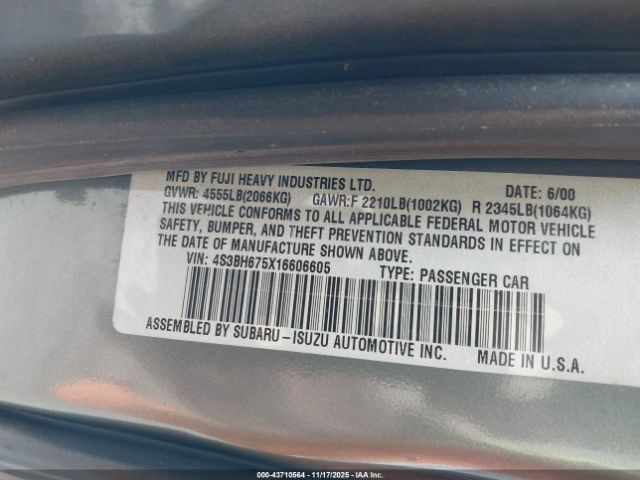 MFD BY FUJI HEAVY INDUSTRIES LTD. DATE: 6/00
GVWR: 4555LB(2066KG) GAWR:F 2210LB(1002KG) R 2345LB(1064KG)
THIS VEHICLE CONFORMS TO ALL APPLICABLE FEDERAL MOTOR VEHICLE
SAFETY, BUMPER, AND THEFT PREVENTION STANDARDS IN EFFECT ON
THE DATE OF MANUFACTURE SHOWN ABOVE.
VIN: 4S3BH675X16606605 TYPE: PASSENGER CAR
ASSEMBLED BY SUBARU-ISUZU AUTOMOTIVE INC. MADE IN U.S.A.
IAA - 43710564 | 11/17/2025 - CLICKED